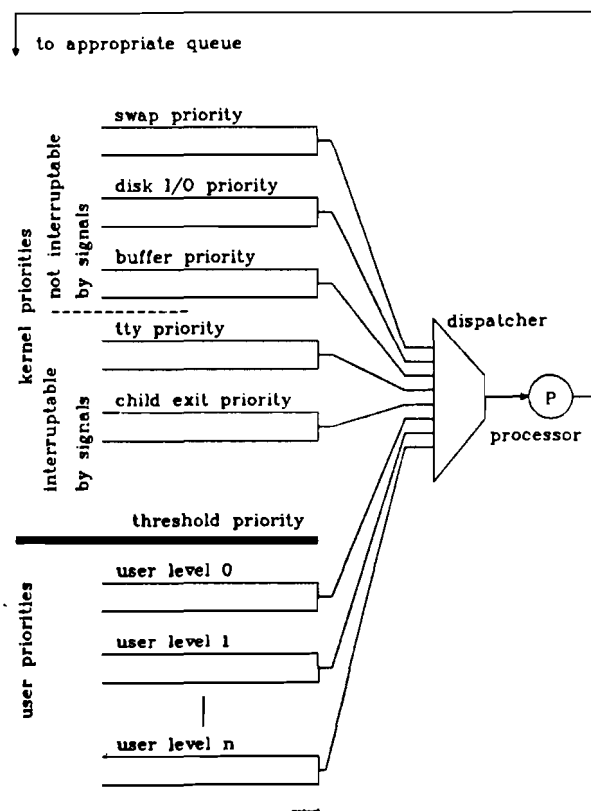 to appropriate queue
swap priority
disk I/O priority
buffer priority
tty priority
child exit priority
threshold priority
user level 0
user level 1
user level n
kernel priorities
not interruptable
by signals
interruptable
by signals
user priorities
dispatcher
P
processor